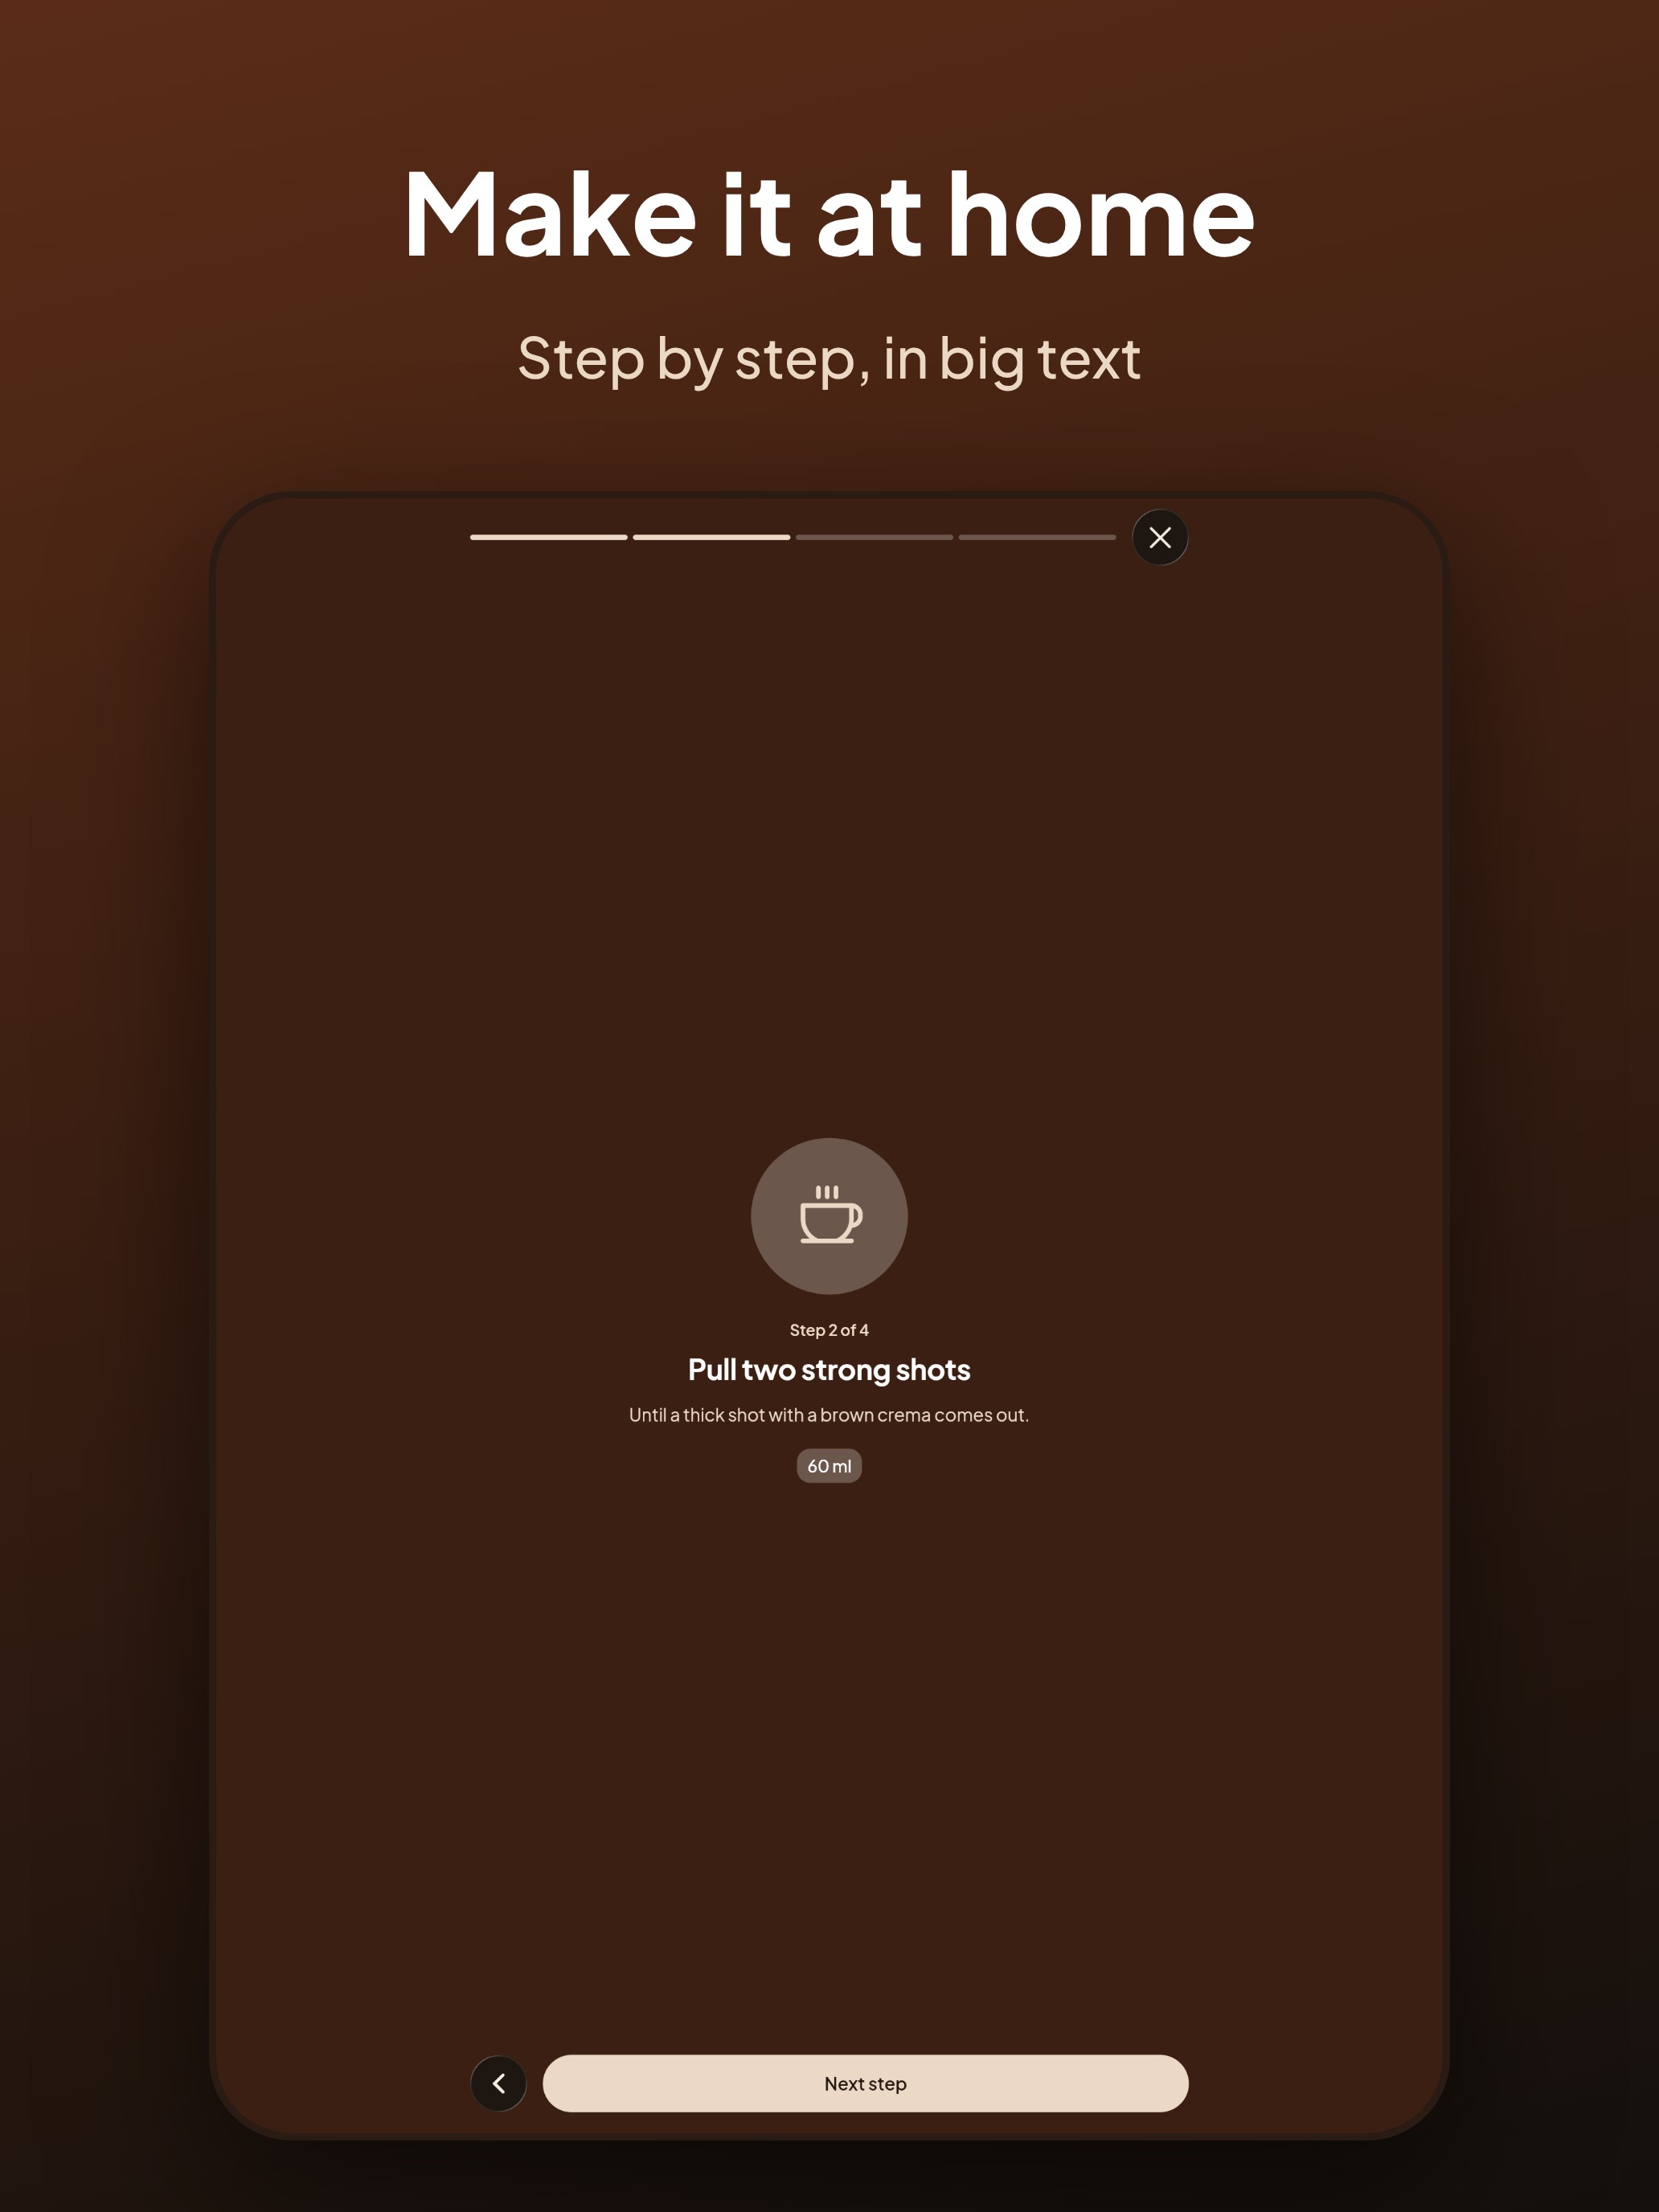 Make it at home
Step by step, in big text
Step 2 of 4
Pull two strong shots
Until a thick shot with a brown crema comes out.
60 ml
Next step